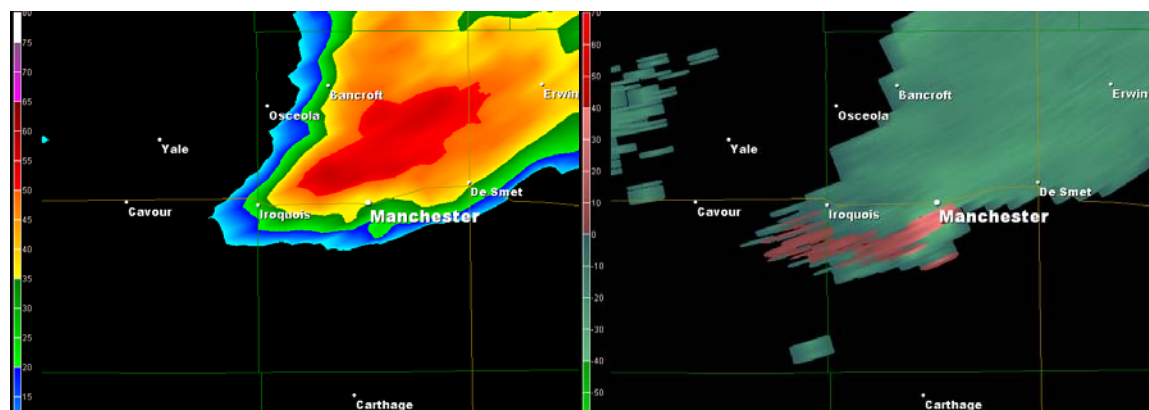 80
75
70
65
60
55
50
45
40
35
30
25
20
15
Bancroft
Erwin
Osceola
Yale
De Smet
Cavour
Iroquois
Manchester
Carthage
70
60
50
40
30
20
10
0
-10
-20
-30
-40
-50
Bancroft
Erwin
Osceola
Yale
De Smet
Cavour
Iroquois
Manchester
Carthage